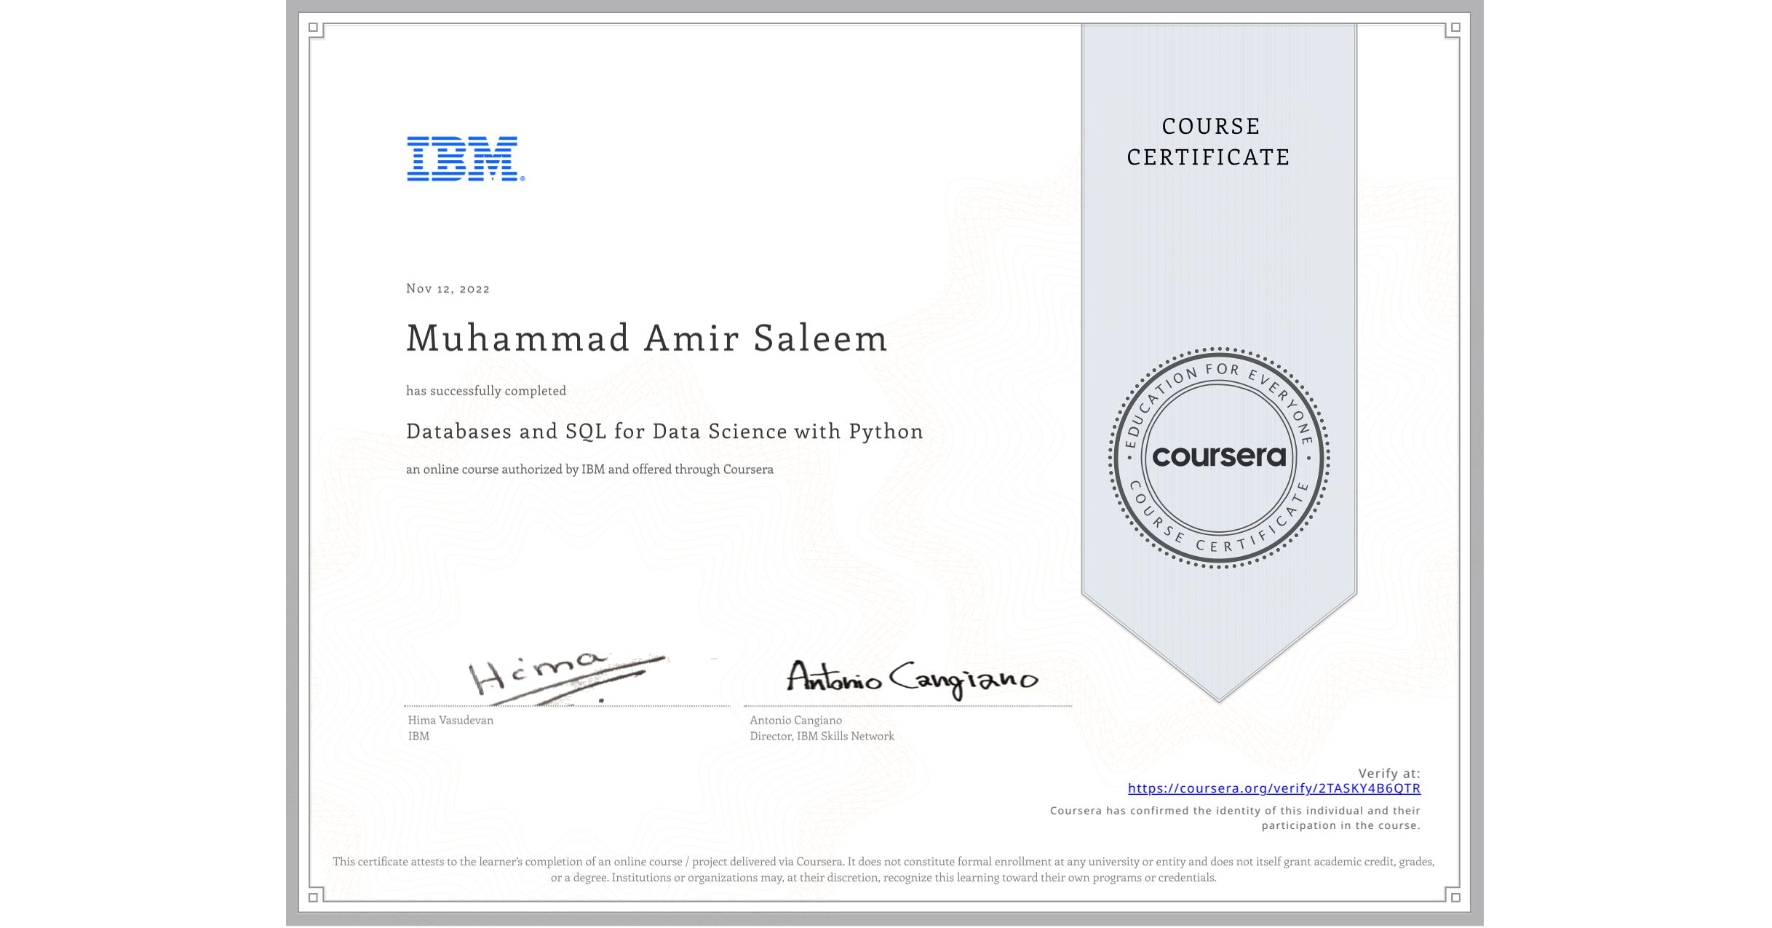 COURSE
CERTIFICATE
IBM®
Nov 12, 2022
Muhammad Amir Saleem
has successfully completed
Databases and SQL for Data Science with Python
an online course authorized by IBM and offered through Coursera
EDUCATION FOR EVERYONE
coursera
COURSE CERTIFICATE
Hima
Antonio Cangiano
Hima Vasudevan
IBM
Antonio Cangiano
Director, IBM Skills Network
Verify at:
https://coursera.org/verify/2TASKY4B6QTR
Coursera has confirmed the identity of this individual and their
participation in the course.
This certificate attests to the learner's completion of an online course / project delivered via Coursera. It does not constitute formal enrollment at any university or entity and does not itself grant academic credit, grades,
or a degree. Institutions or organizations may, at their discretion, recognize this learning toward their own programs or credentials.